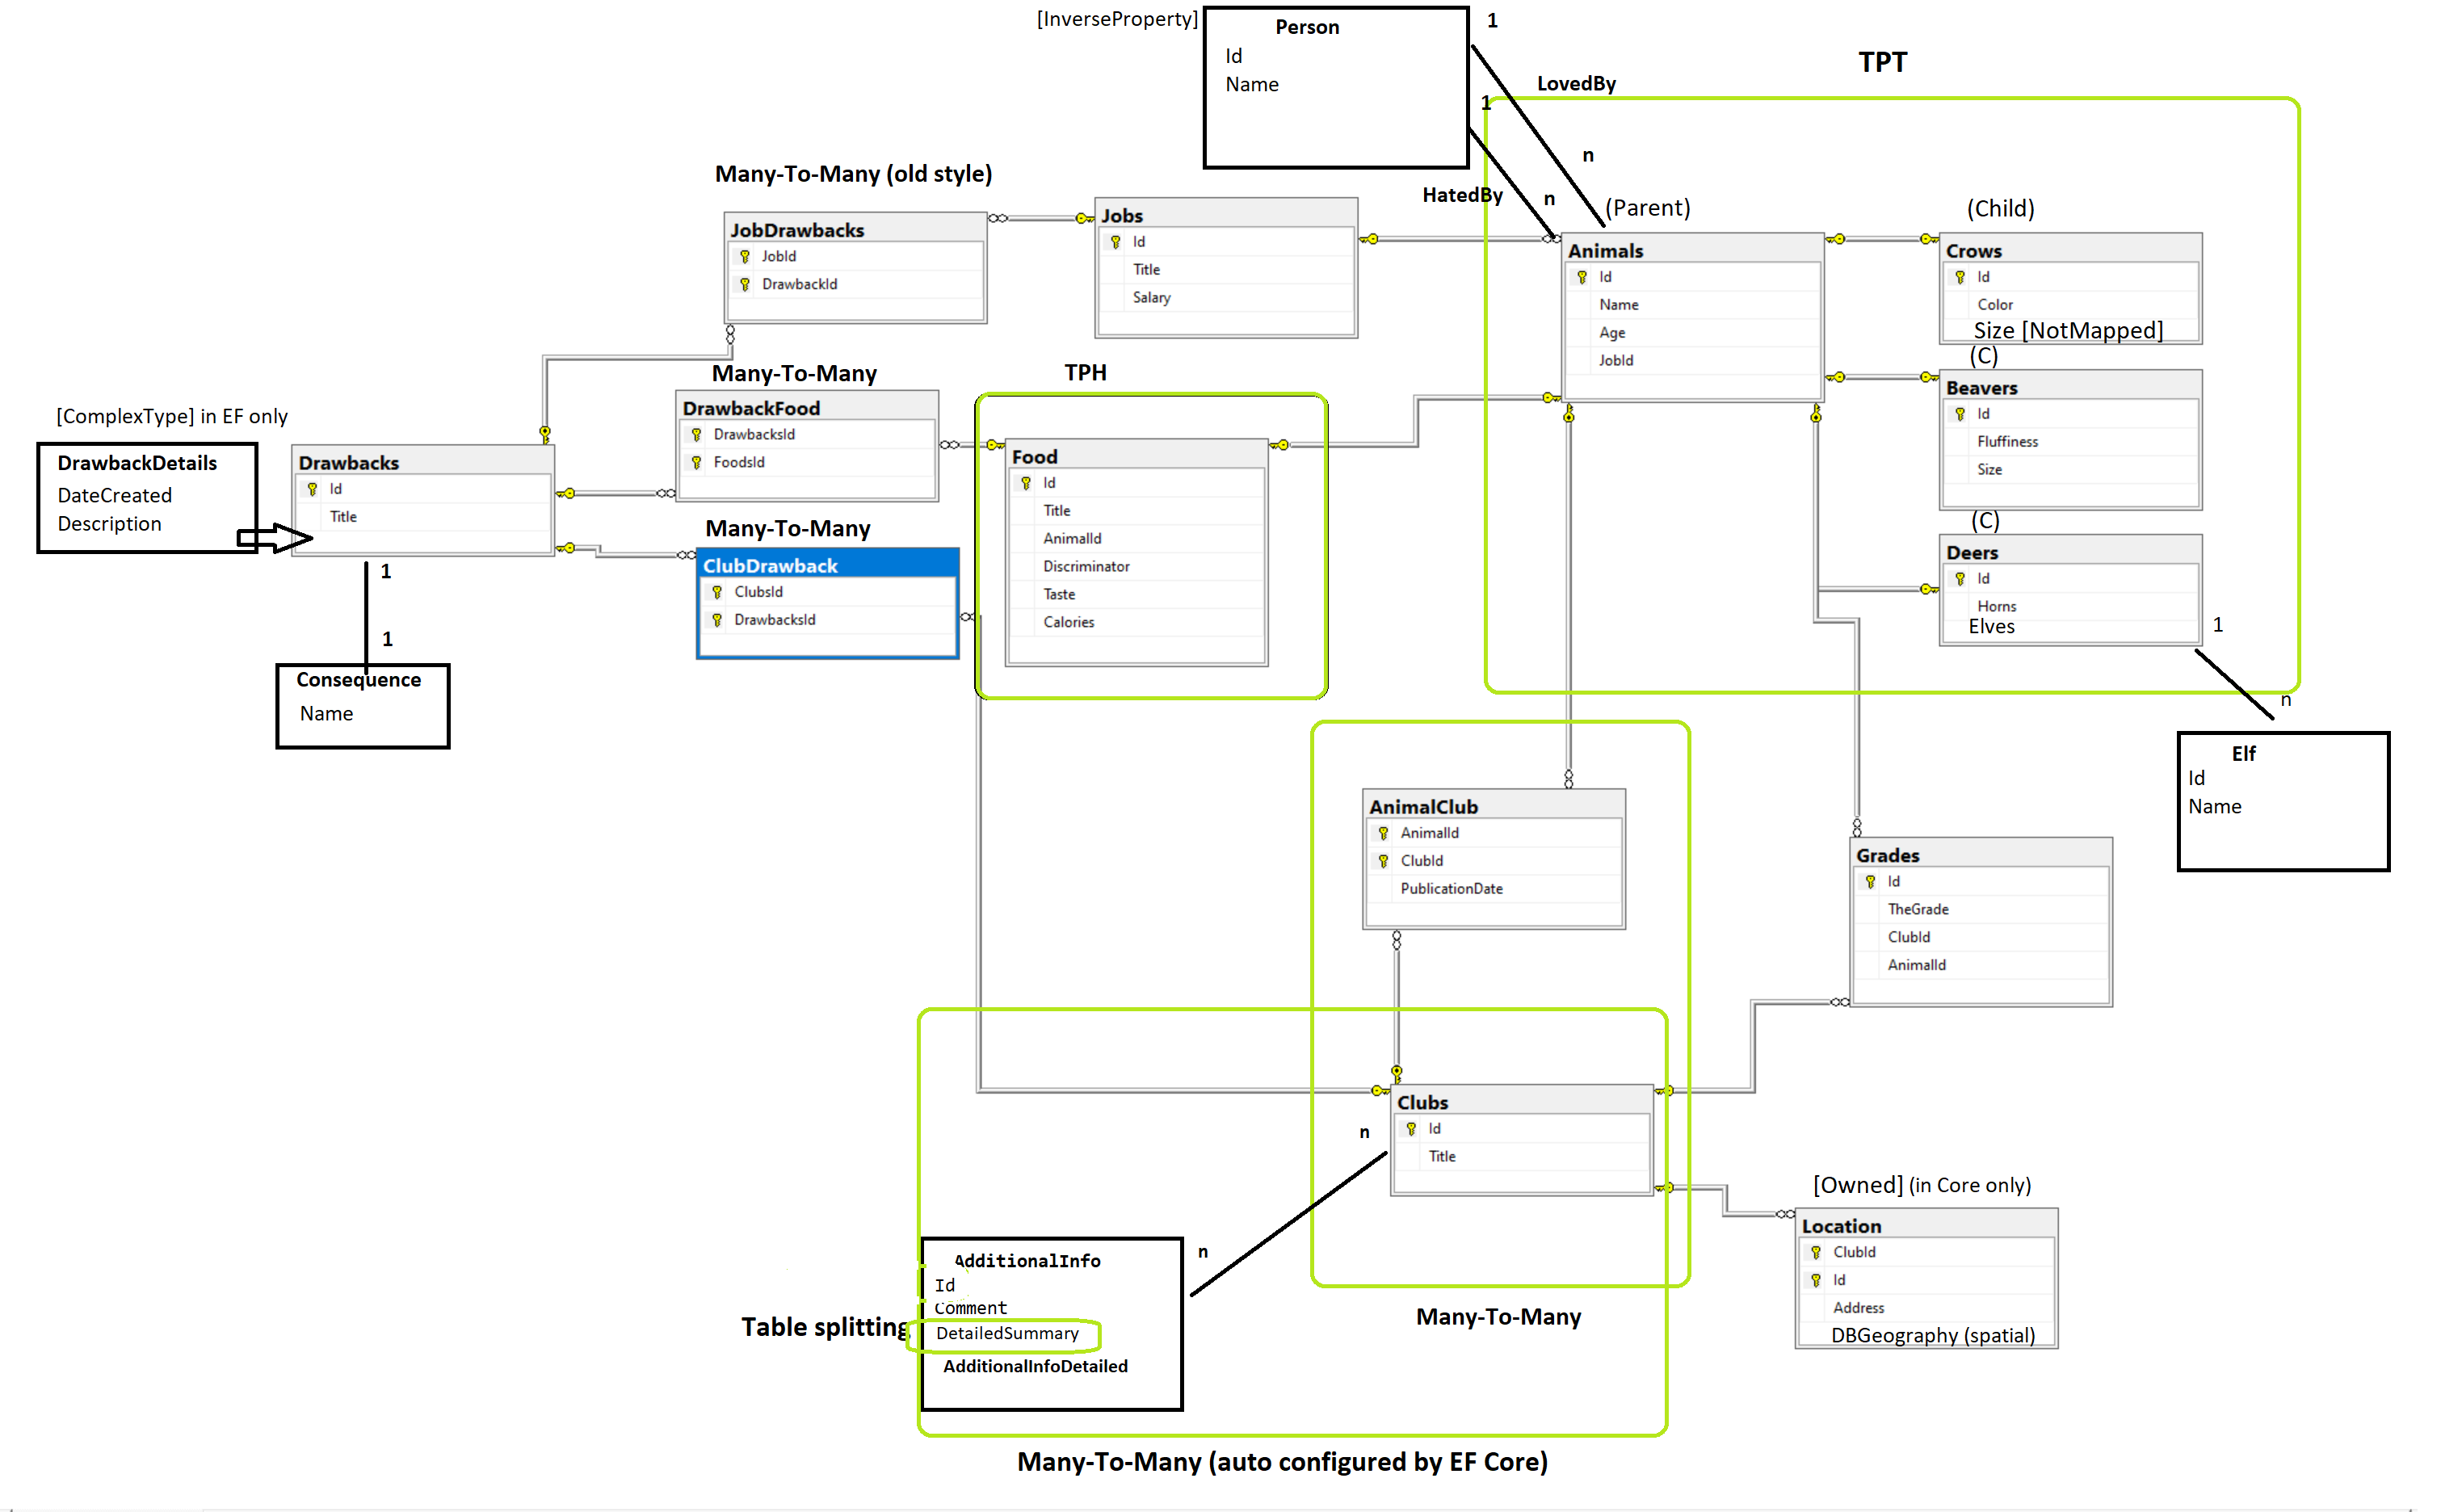 [InverseProperty]
Person
Id
Name
1
1
LovedBy
HatedBy
n
n
TPT
Many-To-Many (old style)
JobDrawbacks
JobId
DrawbackId
Jobs
Id
Title
Salary
(Parent)
Animals
Id
Name
Age
JobId
(Child)
Crows
Id
Color
Size [NotMapped]
(C)
Beavers
Id
Fluffiness
Size
(C)
Deers
Id
Horns
Elves
1
n
Elf
Id
Name
Many-To-Many
DrawbackFood
DrawbacksId
FoodsId
TPH
Food
Id
Title
AnimalId
Discriminator
Taste
Calories
[ComplexType] in EF only
DrawbackDetails
DateCreated
Description
Drawbacks
Id
Title
1
1
Consequence
Name
Many-To-Many
ClubDrawback
ClubsId
DrawbacksId
AnimalClub
AnimalId
ClubId
PublicationDate
Grades
Id
TheGrade
ClubId
AnimalId
Clubs
Id
Title
n
n
[Owned] (in Core only)
Location
ClubId
Id
Address
DBGeography (spatial)
AdditionalInfo
Id
Comment
DetailedSummary
AdditionalInfoDetailed
Table splitting
Many-To-Many
Many-To-Many (auto configured by EF Core)